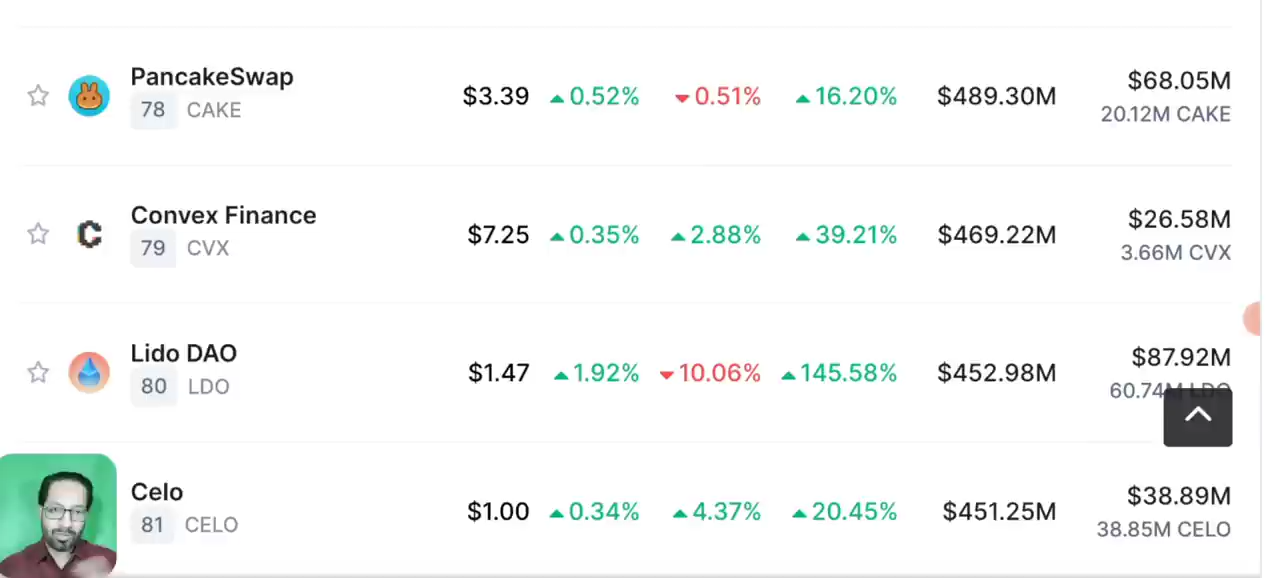 PancakeSwap
78 CAKE
$3.39 ▲0.52% ▼0.51% ▲16.20% $489.30M $68.05M
20.12M CAKE
Convex Finance
79 CVX
$7.25 ▲0.35% ▲2.88% ▲39.21% $469.22M $26.58M
3.66M CVX
Lido DAO
80 LDO
$1.47 ▲1.92% ▼10.06% ▲145.58% $452.98M $87.92M
60.74M LDO
Celo
81 CELO
$1.00 ▲0.34% ▲4.37% ▲20.45% $451.25M $38.89M
38.85M CELO